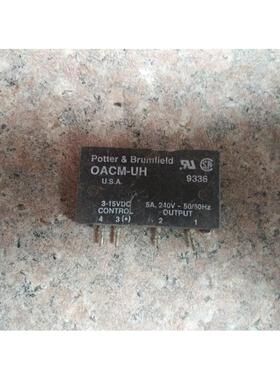 Potter & Brumfield
OACM-UH 9336
U.S.A.
3-15VDC 5A, 240V ~ 50/60Hz
CONTROL OUTPUT
4 3 (+) 2 1